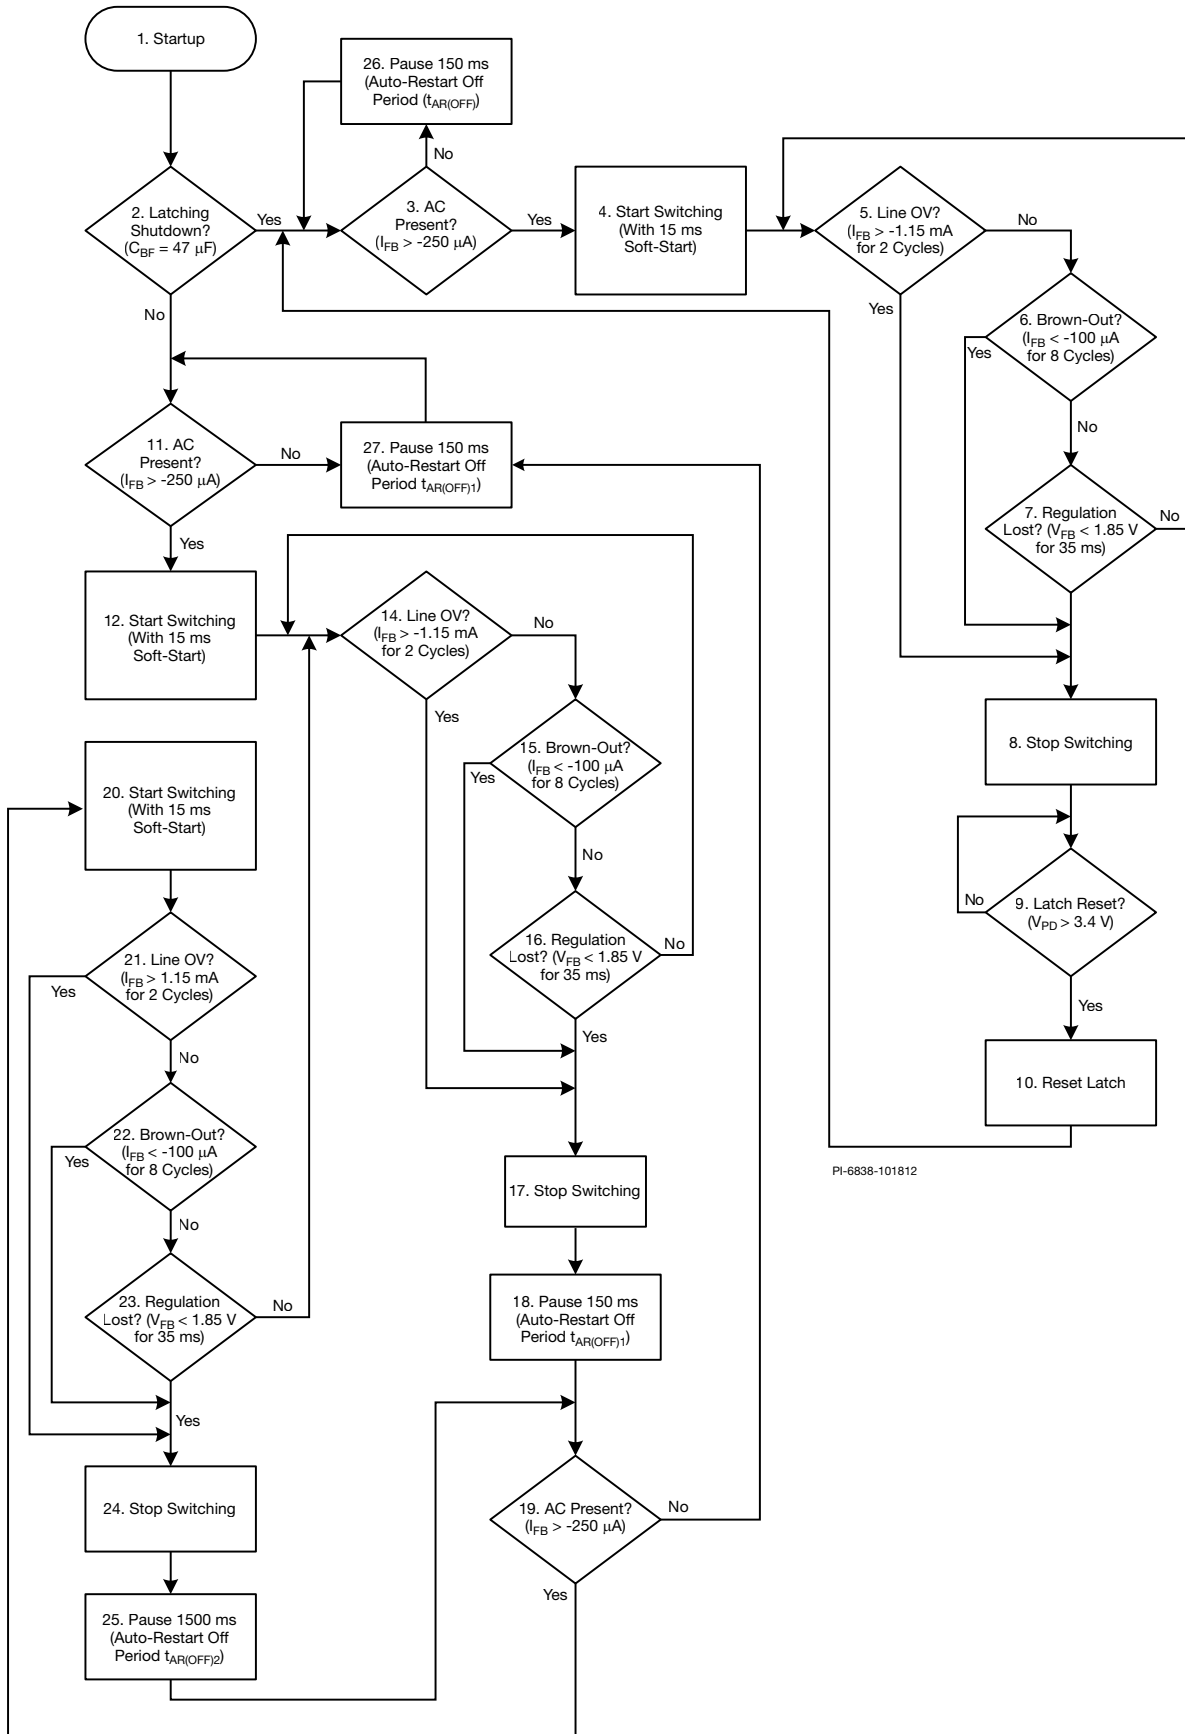 1. Startup
2. Latching
Shutdown?
(CBF = 47 μF)
Yes
No
26. Pause 150 ms
(Auto-Restart Off
Period (tAR(OFF))
No
3. AC
Present?
(IFB > -250 μA)
Yes
4. Start Switching
(With 15 ms
Soft-Start)
5. Line OV?
(IFB > -1.15 mA
for 2 Cycles)
No
Yes
6. Brown-Out?
(IFB < -100 μA
for 8 Cycles)
Yes
No
7. Regulation
Lost? (VFB < 1.85 V
for 35 ms)
No
Yes
8. Stop Switching
9. Latch Reset?
(VPD > 3.4 V)
No
Yes
10. Reset Latch
11. AC
Present?
(IFB > -250 μA)
No
Yes
27. Pause 150 ms
(Auto-Restart Off
Period tAR(OFF)1)
12. Start Switching
(With 15 ms
Soft-Start)
14. Line OV?
(IFB > -1.15 mA
for 2 Cycles)
No
Yes
15. Brown-Out?
(IFB < -100 μA
for 8 Cycles)
Yes
No
16. Regulation
Lost? (VFB < 1.85 V
for 35 ms)
No
Yes
17. Stop Switching
18. Pause 150 ms
(Auto-Restart Off
Period tAR(OFF)1)
19. AC Present?
(IFB > -250 μA)
No
Yes
20. Start Switching
(With 15 ms
Soft-Start)
21. Line OV?
(IFB > 1.15 mA
for 2 Cycles)
Yes
No
22. Brown-Out?
(IFB < -100 μA
for 8 Cycles)
Yes
No
23. Regulation
Lost? (VFB < 1.85 V
for 35 ms)
No
Yes
24. Stop Switching
25. Pause 1500 ms
(Auto-Restart Off
Period tAR(OFF)2)
PI-6838-101812